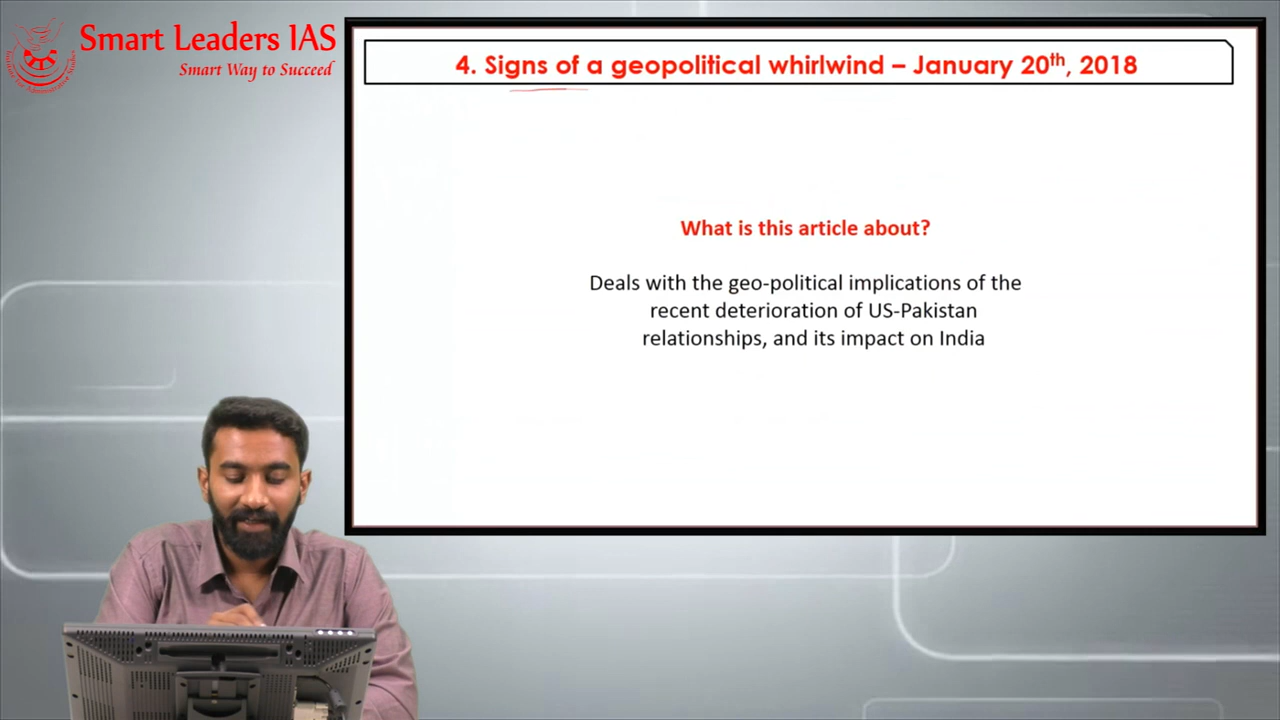 Smart Leaders IAS
Smart Way to Succeed
4. Signs of a geopolitical whirlwind – January 20th, 2018
What is this article about?
Deals with the geo-political implications of the
recent deterioration of US-Pakistan
relationships, and its impact on India